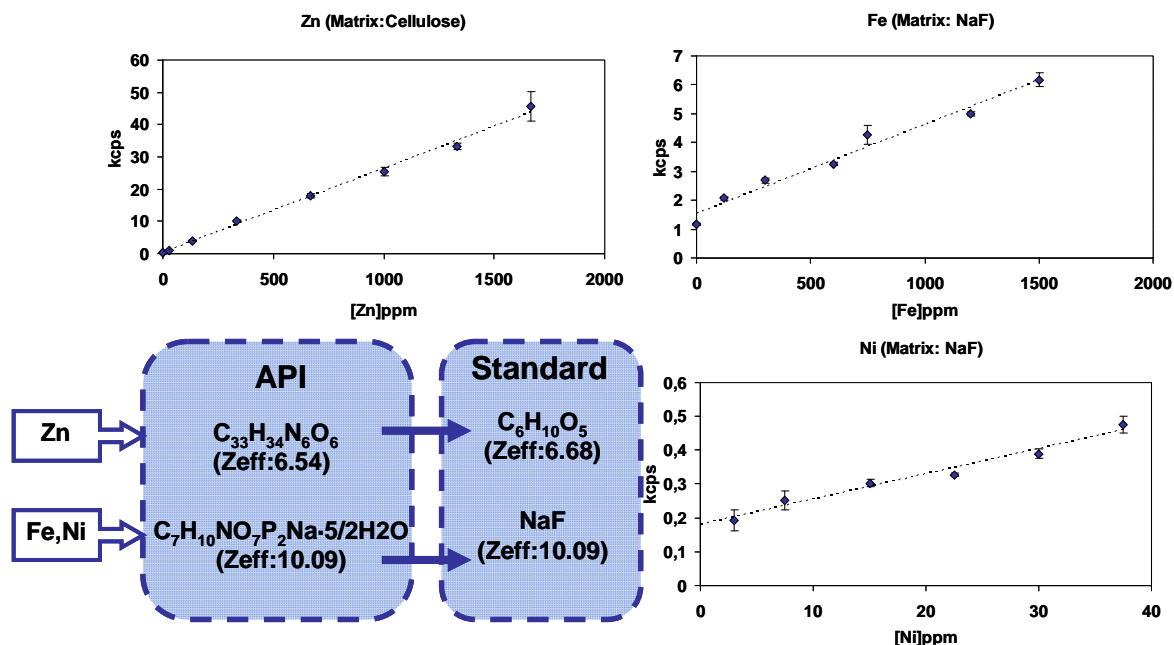 Zn (Matrix:Cellulose)
60
50
40
30
20
10
0
kcps
0
500
1000
1500
2000
[Zn]ppm
Fe (Matrix: NaF)
7
6
5
4
3
2
1
0
kcps
0
500
1000
1500
2000
[Fe]ppm
API
Standard
Zn
C₃₃H₃₄N₆O₆
(Zeff:6.54)
C₆H₁₀O₅
(Zeff:6.68)
Fe,Ni
C₇H₁₀NO₇P₂Na·5/2H2O
(Zeff:10.09)
NaF
(Zeff:10.09)
Ni (Matrix: NaF)
0,6
0,5
0,4
0,3
0,2
0,1
0
kcps
0
10
20
30
40
[Ni]ppm